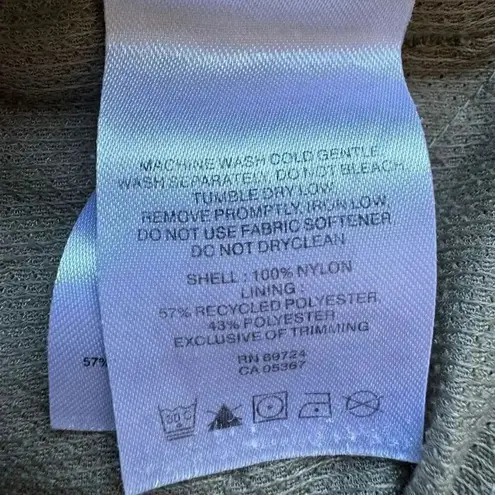 MACHINE WASH COLD GENTLE
WASH SEPARATELY, DO NOT BLEACH
TUMBLE DRY LOW
REMOVE PROMPTLY, IRON LOW
DO NOT USE FABRIC SOFTENER
DO NOT DRYCLEAN
SHELL : 100% NYLON
LINING :
57% RECYCLED POLYESTER
43% POLYESTER
EXCLUSIVE OF TRIMMING
RN 69724
CA 05367
57%
30°C